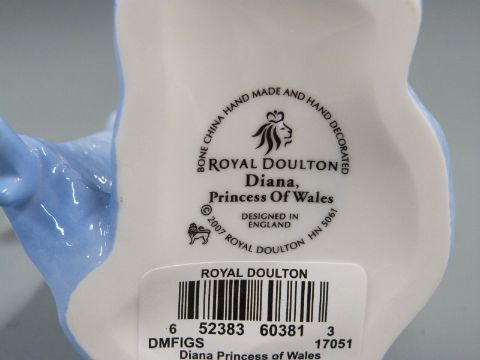 BONE CHINA HAND MADE AND HAND DECORATED
ROYAL DOULTON
Diana,
Princess Of Wales
DESIGNED IN
ENGLAND
© 2007 ROYAL DOULTON HN 5061
ROYAL DOULTON
6 52383 60381 3
DMFIGS 17051
Diana Princess of Wales